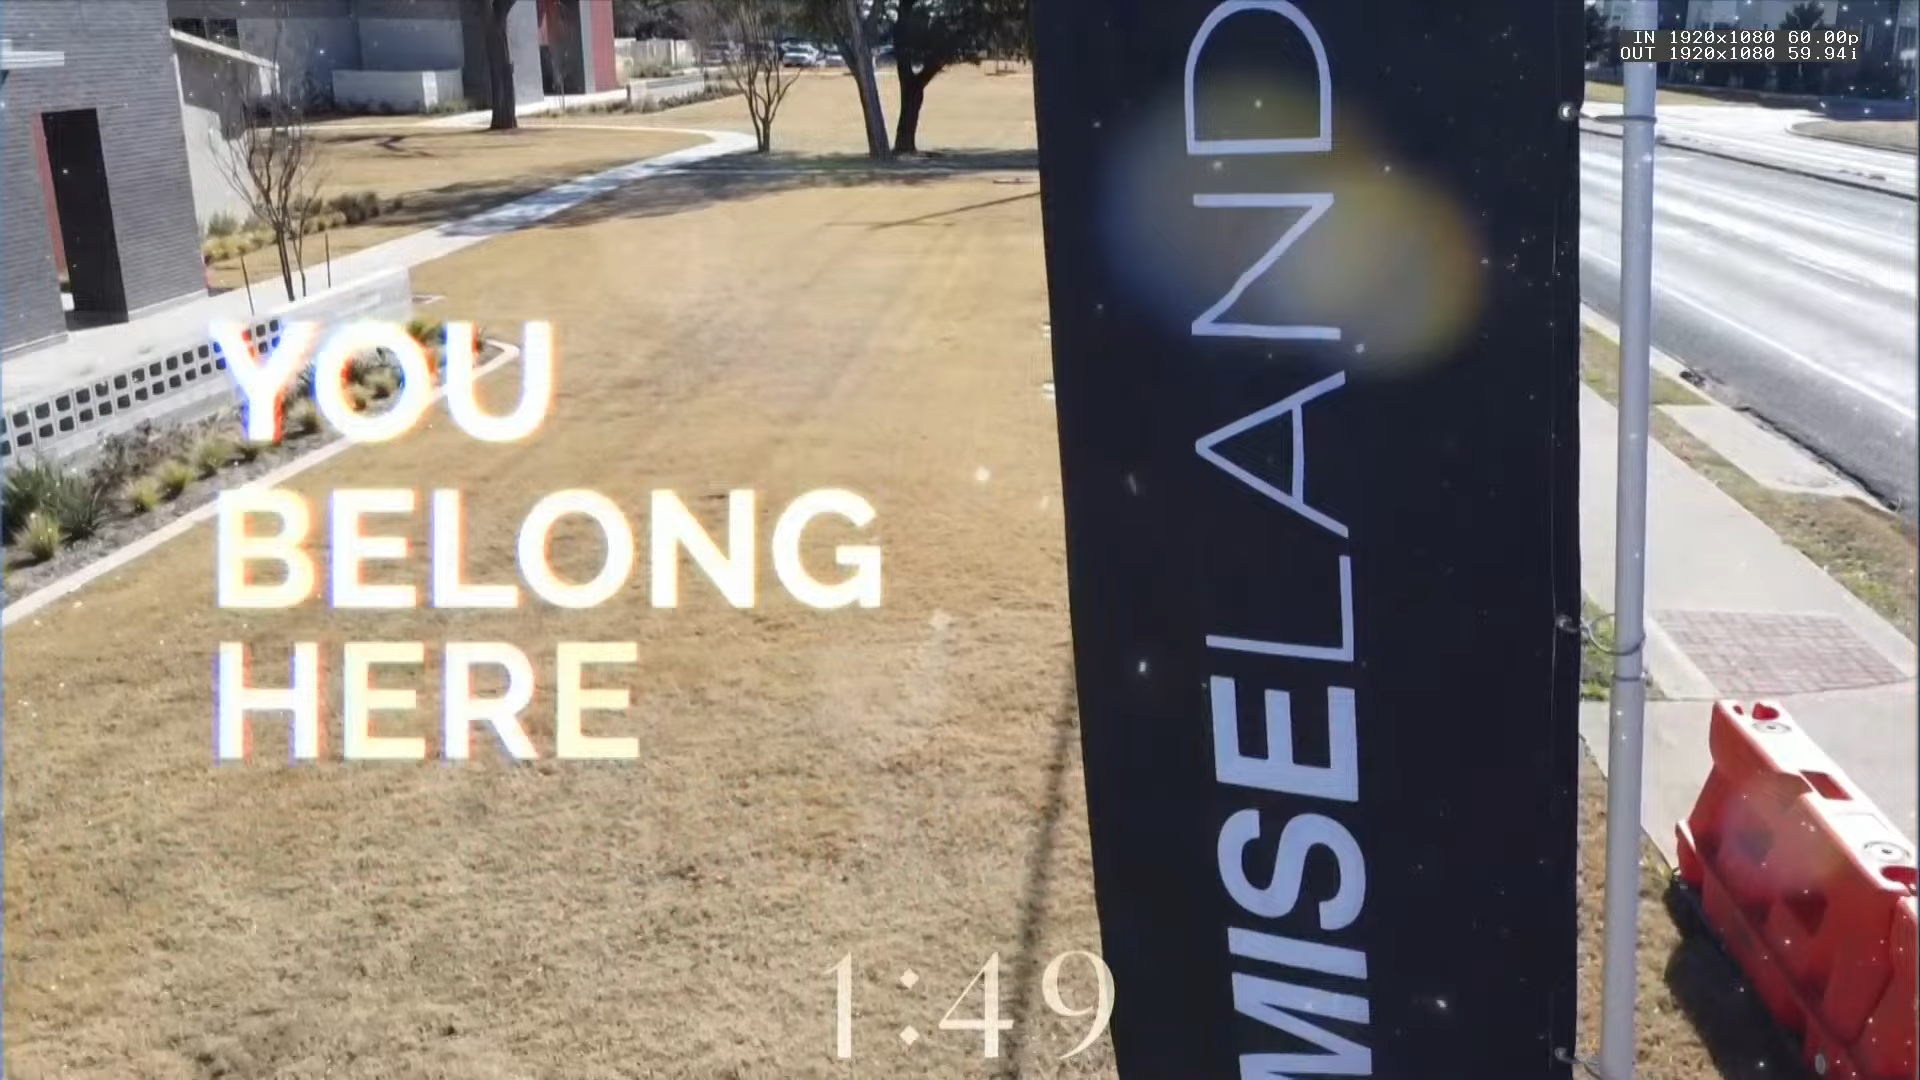 IN 1920x1080 60.00p
OUT 1920x1080 59.94i
YOU
BELONG
HERE
MISELAND
1:49